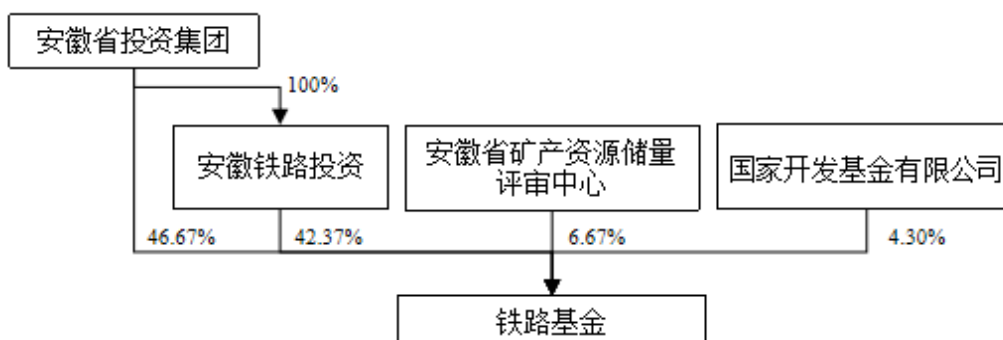 安徽省投资集团
100%
安徽铁路投资
安徽省矿产资源储量
评审中心
国家开发基金有限公司
46.67%
42.37%
6.67%
4.30%
铁路基金